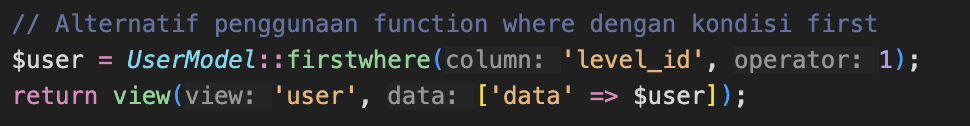 // Alternatif penggunaan function where dengan kondisi first
$user = UserModel::firstwhere(column: 'level_id', operator: 1);
return view(view: 'user', data: ['data' => $user]);